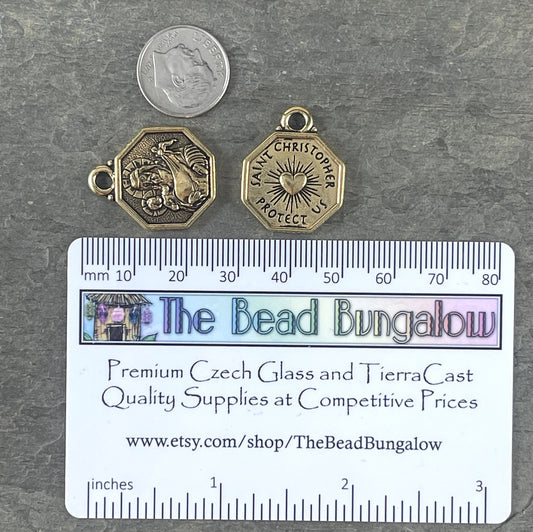 LIBERTY
SAINT CHRISTOPHER
PROTECT US
mm 10 20 30 40 50 60 70 80
The Bead Bungalow
Premium Czech Glass and TierraCast
Quality Supplies at Competitive Prices
www.etsy.com/shop/TheBeadBungalow
inches 1 2 3